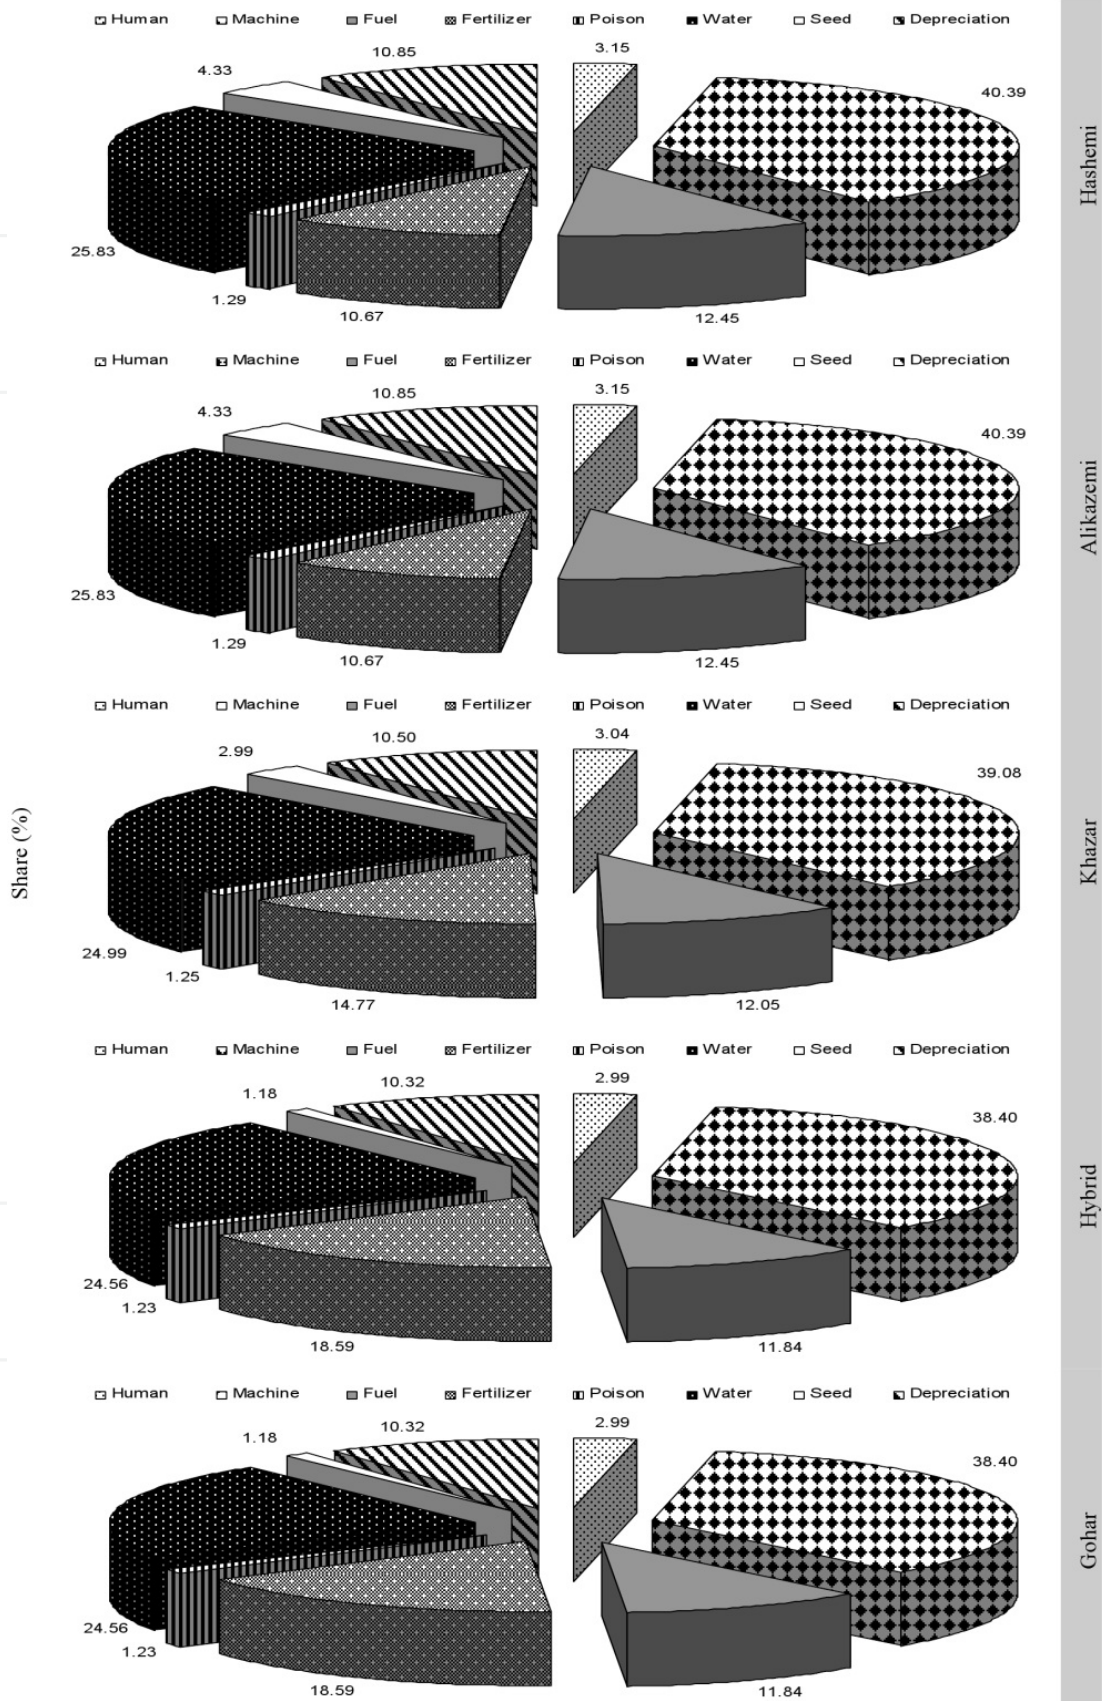 Human Machine Fuel Fertilizer Poison Water Seed Depreciation
10.85 3.15
4.33 40.39
25.83
1.29
10.67 12.45
Hashemi
Human Machine Fuel Fertilizer Poison Water Seed Depreciation
10.85 3.15
4.33 40.39
25.83
1.29
10.67 12.45
Alikazemi
Human Machine Fuel Fertilizer Poison Water Seed Depreciation
10.50 3.04
2.99 39.08
24.99
1.25
14.77 12.05
Khazar
Share (%)
Human Machine Fuel Fertilizer Poison Water Seed Depreciation
10.32 2.99
1.18 38.40
24.56
1.23
18.59 11.84
Hybrid
Human Machine Fuel Fertilizer Poison Water Seed Depreciation
10.32 2.99
1.18 38.40
24.56
1.23
18.59 11.84
Gohar